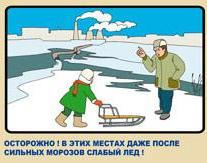 ОСТОРОЖНО ! В ЭТИХ МЕСТАХ ДАЖЕ ПОСЛЕ
СИЛЬНЫХ МОРОЗОВ СЛАБЫЙ ЛЕД !